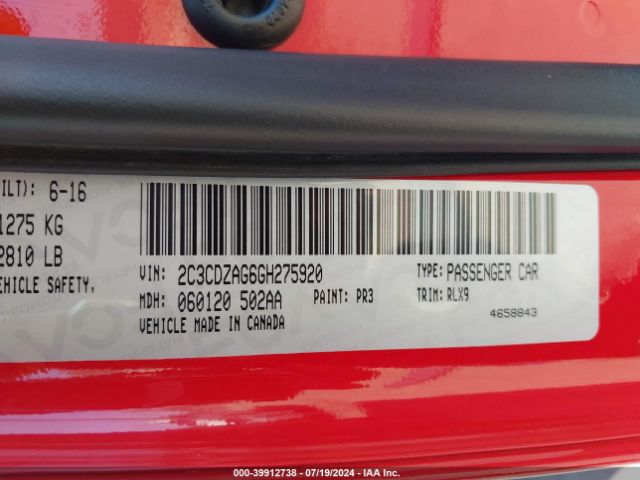 ILT): 6-16
1275 KG
2810 LB
EHICLE SAFETY,
VIN: 2C3CDZAG6GH275920
TYPE: PASSENGER CAR
MDH: 060120 502AA
PAINT: PR3
TRIM: RLX9
VEHICLE MADE IN CANADA
4658843
000-39912738 - 07/19/2024 - IAA Inc.